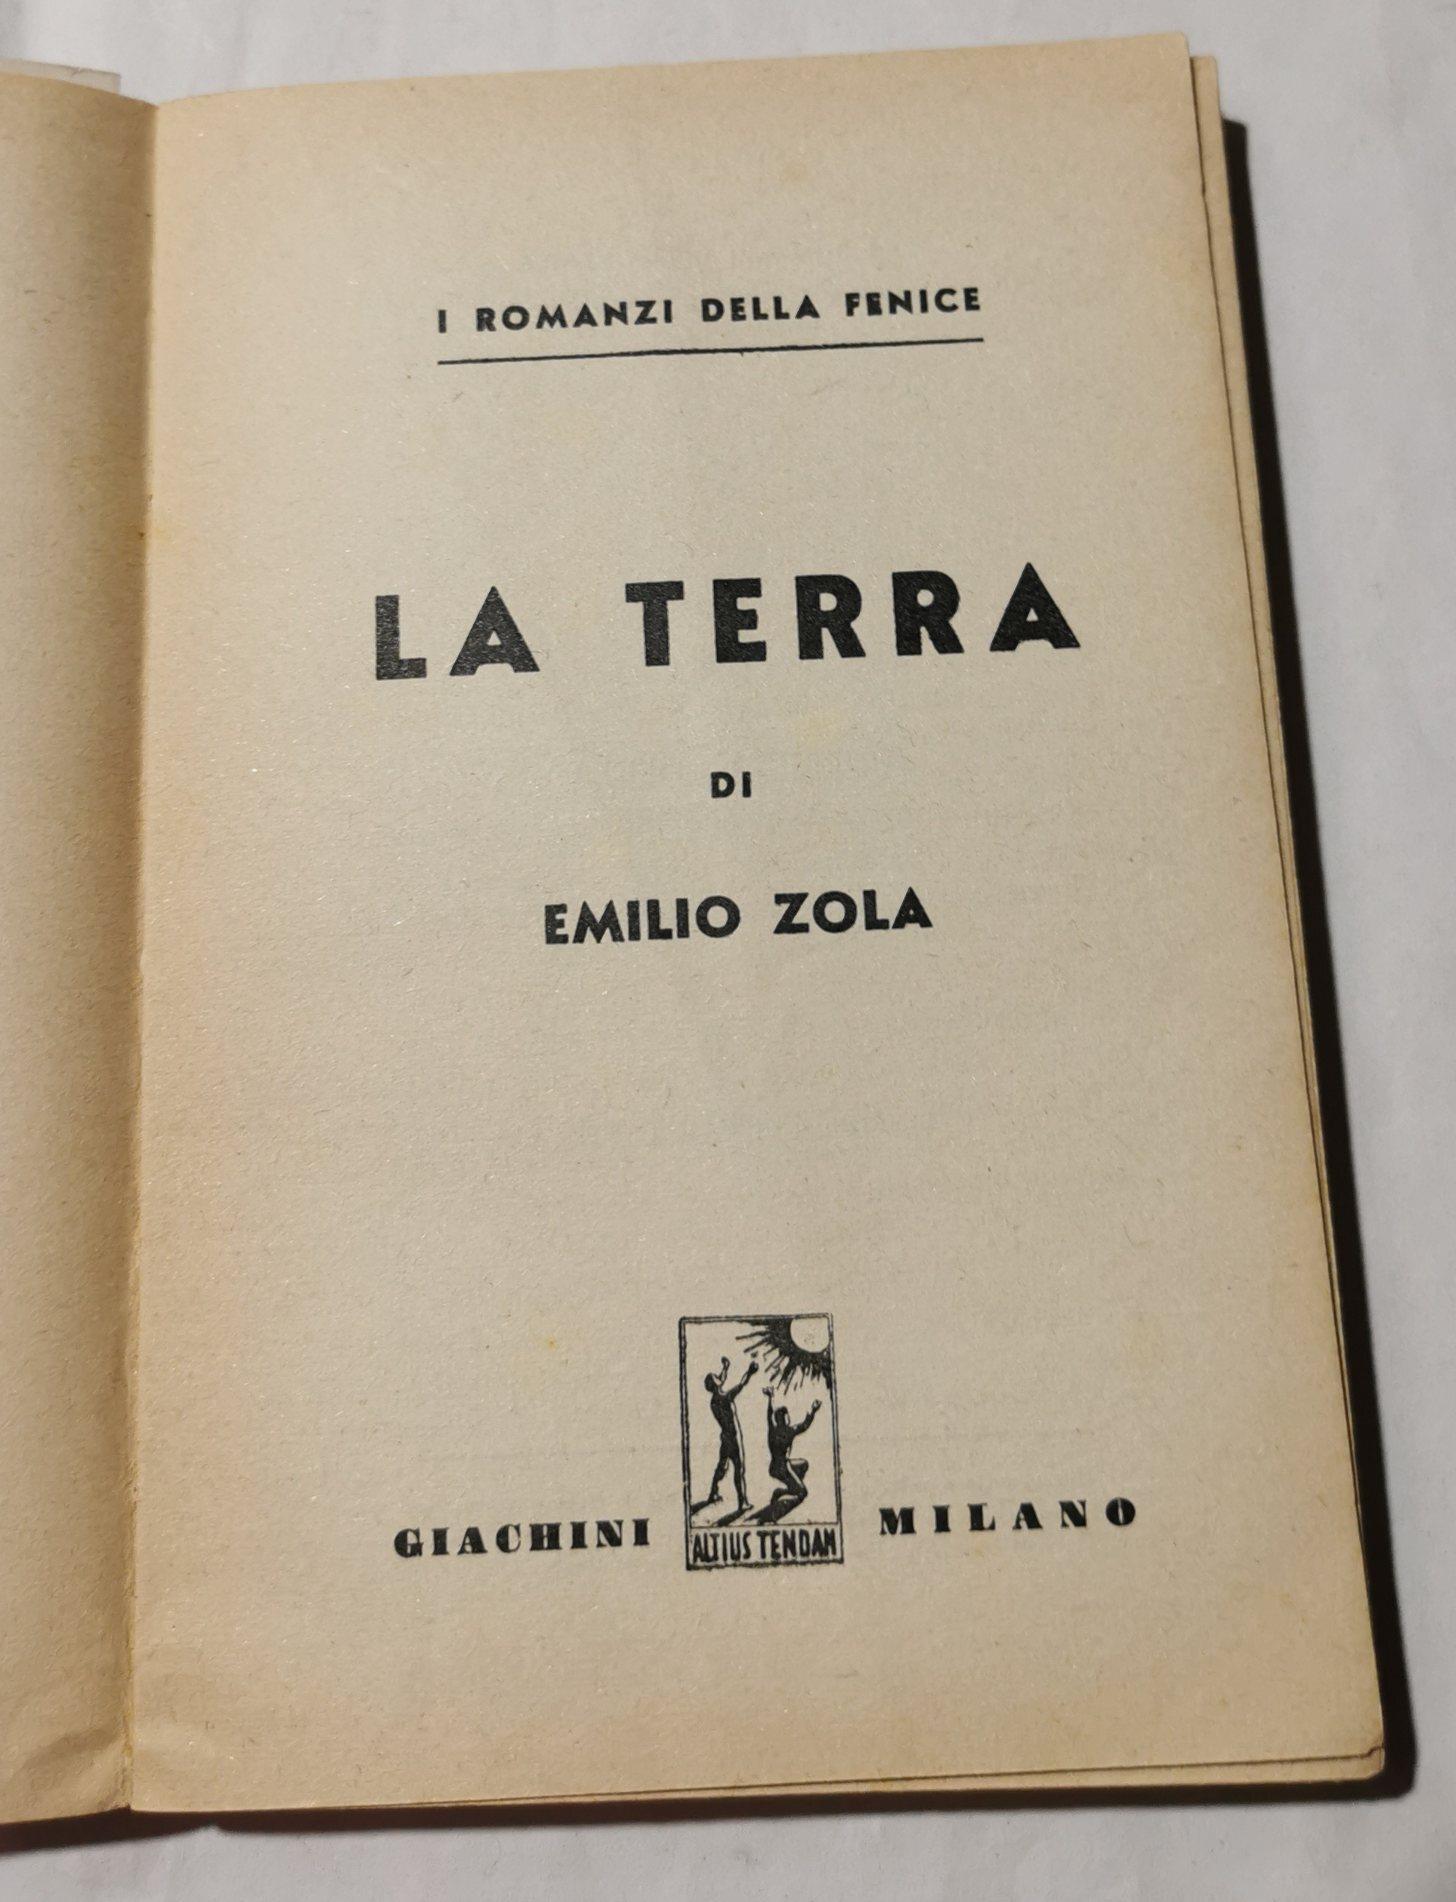 I ROMANZI DELLA FENICE
LA TERRA
DI
EMILIO ZOLA
GIACHINI MILANO
ALTIUS TENDAM